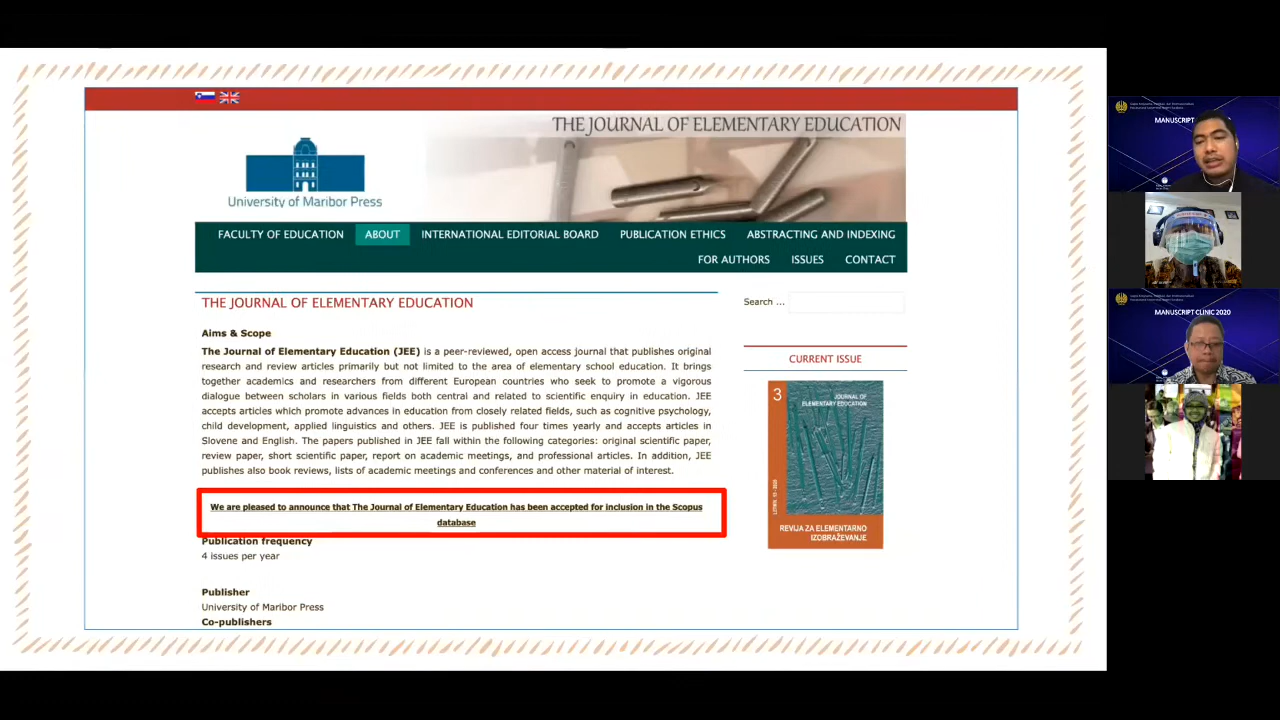 THE JOURNAL OF ELEMENTARY EDUCATION
University of Maribor Press
FACULTY OF EDUCATION ABOUT INTERNATIONAL EDITORIAL BOARD PUBLICATION ETHICS ABSTRACTING AND INDEXING
FOR AUTHORS ISSUES CONTACT
THE JOURNAL OF ELEMENTARY EDUCATION
Aims & Scope
The Journal of Elementary Education (JEE) is a peer-reviewed, open access journal that publishes original
research and review articles primarily but not limited to the area of elementary school education. It brings
together academics and researchers from different European countries who seek to promote a vigorous
dialogue between scholars in various fields both central and related to scientific enquiry in education. JEE
accepts articles which promote advances in education from closely related fields, such as cognitive psychology,
child development, applied linguistics and others. JEE is published four times yearly and accepts articles in
Slovene and English. The papers published in JEE fall within the following categories: original scientific paper,
review paper, short scientific paper, report on academic meetings, and professional articles. In addition, JEE
publishes also book reviews, lists of academic meetings and conferences and other material of interest.
We are pleased to announce that The Journal of Elementary Education has been accepted for inclusion in the Scopus
database
Publication frequency
4 issues per year
Publisher
University of Maribor Press
Co-publishers
Search ...
CURRENT ISSUE
3
JOURNAL OF
ELEMENTARY EDUCATION
REVIJA ZA ELEMENTARNO
IZOBRAŽEVANJE
MANUSCRIPT
MANUSCRIPT CLINIC 2020